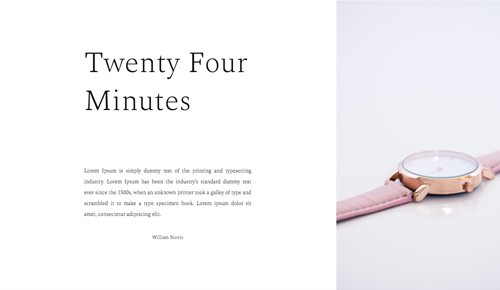 Twenty Four
Minutes
Lorem Ipsum is simply dummy text of the printing and typesetting
industry. Lorem Ipsum has been the industry's standard dummy text
ever since the 1500s, when an unknown printer took a galley of type and
scrambled it to make a type specimen book. Lorem ipsum dolor sit
amet, consectetur adipiscing elit.
William Norris